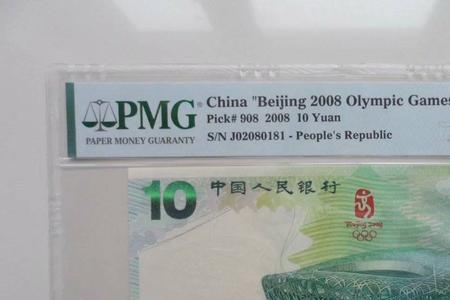 PMG
PAPER MONEY GUARANTY
China "Beijing 2008 Olympic Games
Pick# 908 2008 10 Yuan
S/N J02080181 - People's Republic
10 中国人民银行
Beijing 2008